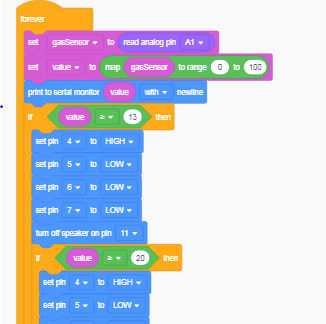 forever
set gasSensor to read analog pin A1
set value to map gasSensor to range 0 to 100
print to serial monitor value with newline
if value ≥ 13 then
set pin 4 to HIGH
set pin 5 to LOW
set pin 6 to LOW
set pin 7 to LOW
turn off speaker on pin 11
if value ≥ 20 then
set pin 4 to HIGH
set pin 5 to LOW